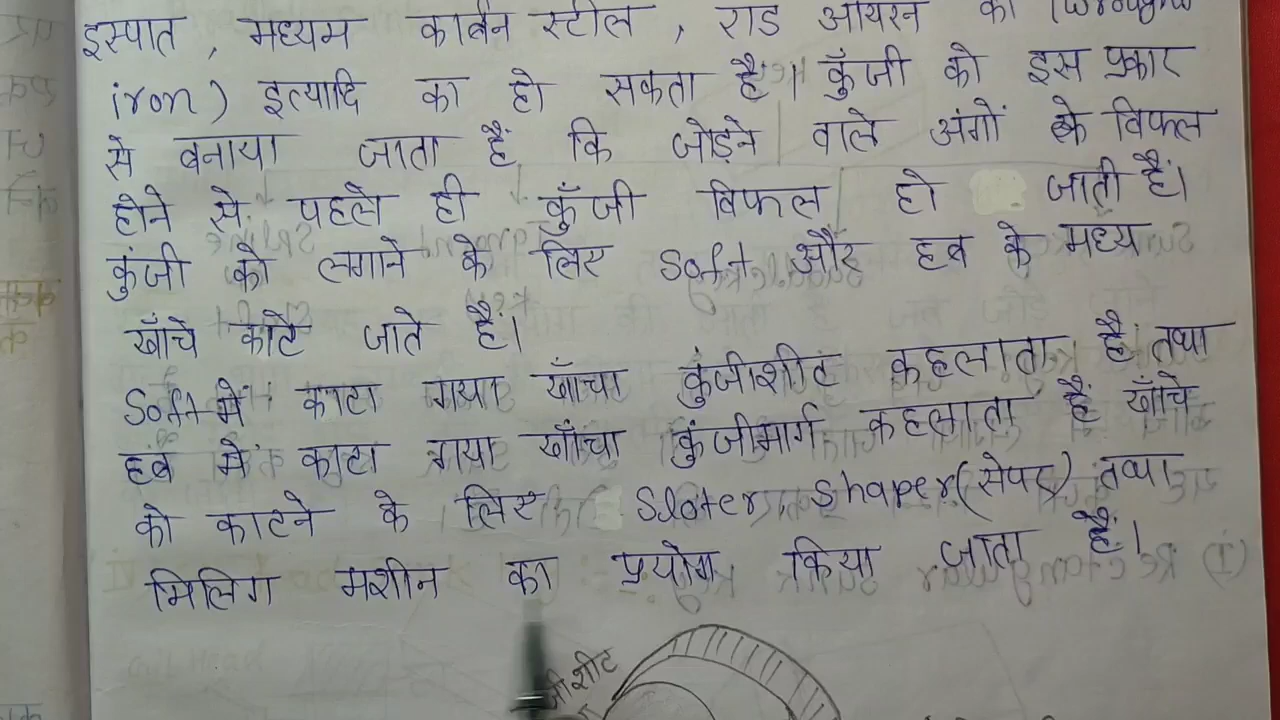 इस्पात , मध्यम कार्बन स्टील , राड आयरन का (Wrough
iron) इत्यादि का हो सकता है। कुँजी को इस प्रकार
से बनाया जाता है कि जोड़ने वाले अंगों के विफल
होने से पहले ही कुँजी विफल हो जाती है।
कुंजी को लगाने के लिए Soft और हब के मध्य
खाँचे काटे जाते हैं।
Soft में काटा गया खाँचा कुंजीशीट कहलाता है तथा
हब में काटा गया खाँचा कुंजीमार्ग कहलाता है खाँचे
को काटने के लिए Sloter shaper(सेपर) तथा
मिलिग मशीन का प्रयोग किया जाता है।
जीशीट